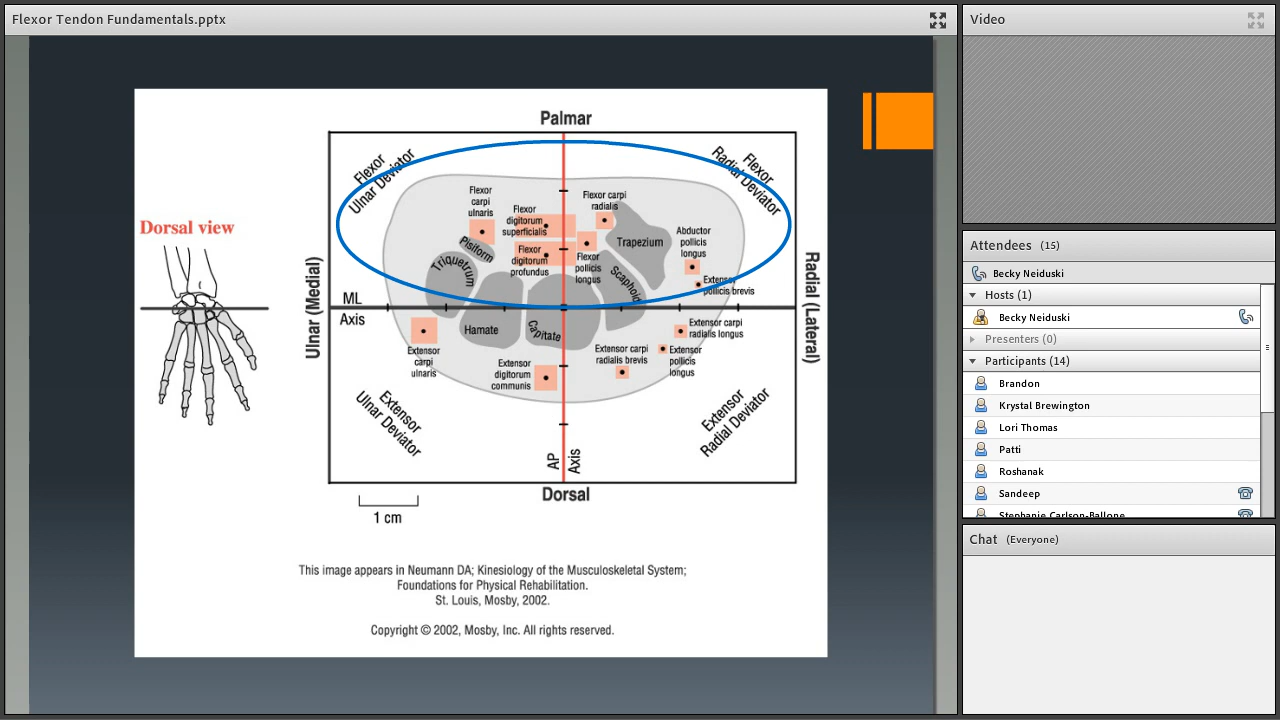 Flexor Tendon Fundamentals.pptx
Palmar
Flexor
Ulnar Deviator
Flexor
Radial Deviator
Flexor
carpi
ulnaris
Flexor
digitorum
superficialis
Flexor carpi
radialis
Dorsal view
Pisiform
Flexor
digitorum
profundus
Flexor
pollicis
longus
Trapezium
Abductor
pollicis
longus
Triquetrum
Scaphoid
pollicis brevis
Ulnar (Medial)
Radial (Lateral)
ML
Axis
Hamate
Capitate
Extensor carpi
radialis longus
Extensor
carpi
ulnaris
Extensor
digitorum
communis
Extensor carpi
radialis brevis
Extensor
pollicis
longus
Extensor
Ulnar Deviator
Extensor
Radial Deviator
AP
Axis
Dorsal
1 cm
This image appears in Neumann DA; Kinesiology of the Musculoskeletal System;
Foundations for Physical Rehabilitation.
St. Louis, Mosby, 2002.
Copyright © 2002, Mosby, Inc. All rights reserved.
Video
Attendees (15)
Becky Neiduski
Hosts (1)
Becky Neiduski
Presenters (0)
Participants (14)
Brandon
Krystal Brewington
Lori Thomas
Patti
Roshanak
Sandeep
Stephanie Carlson-Ballone
Chat (Everyone)